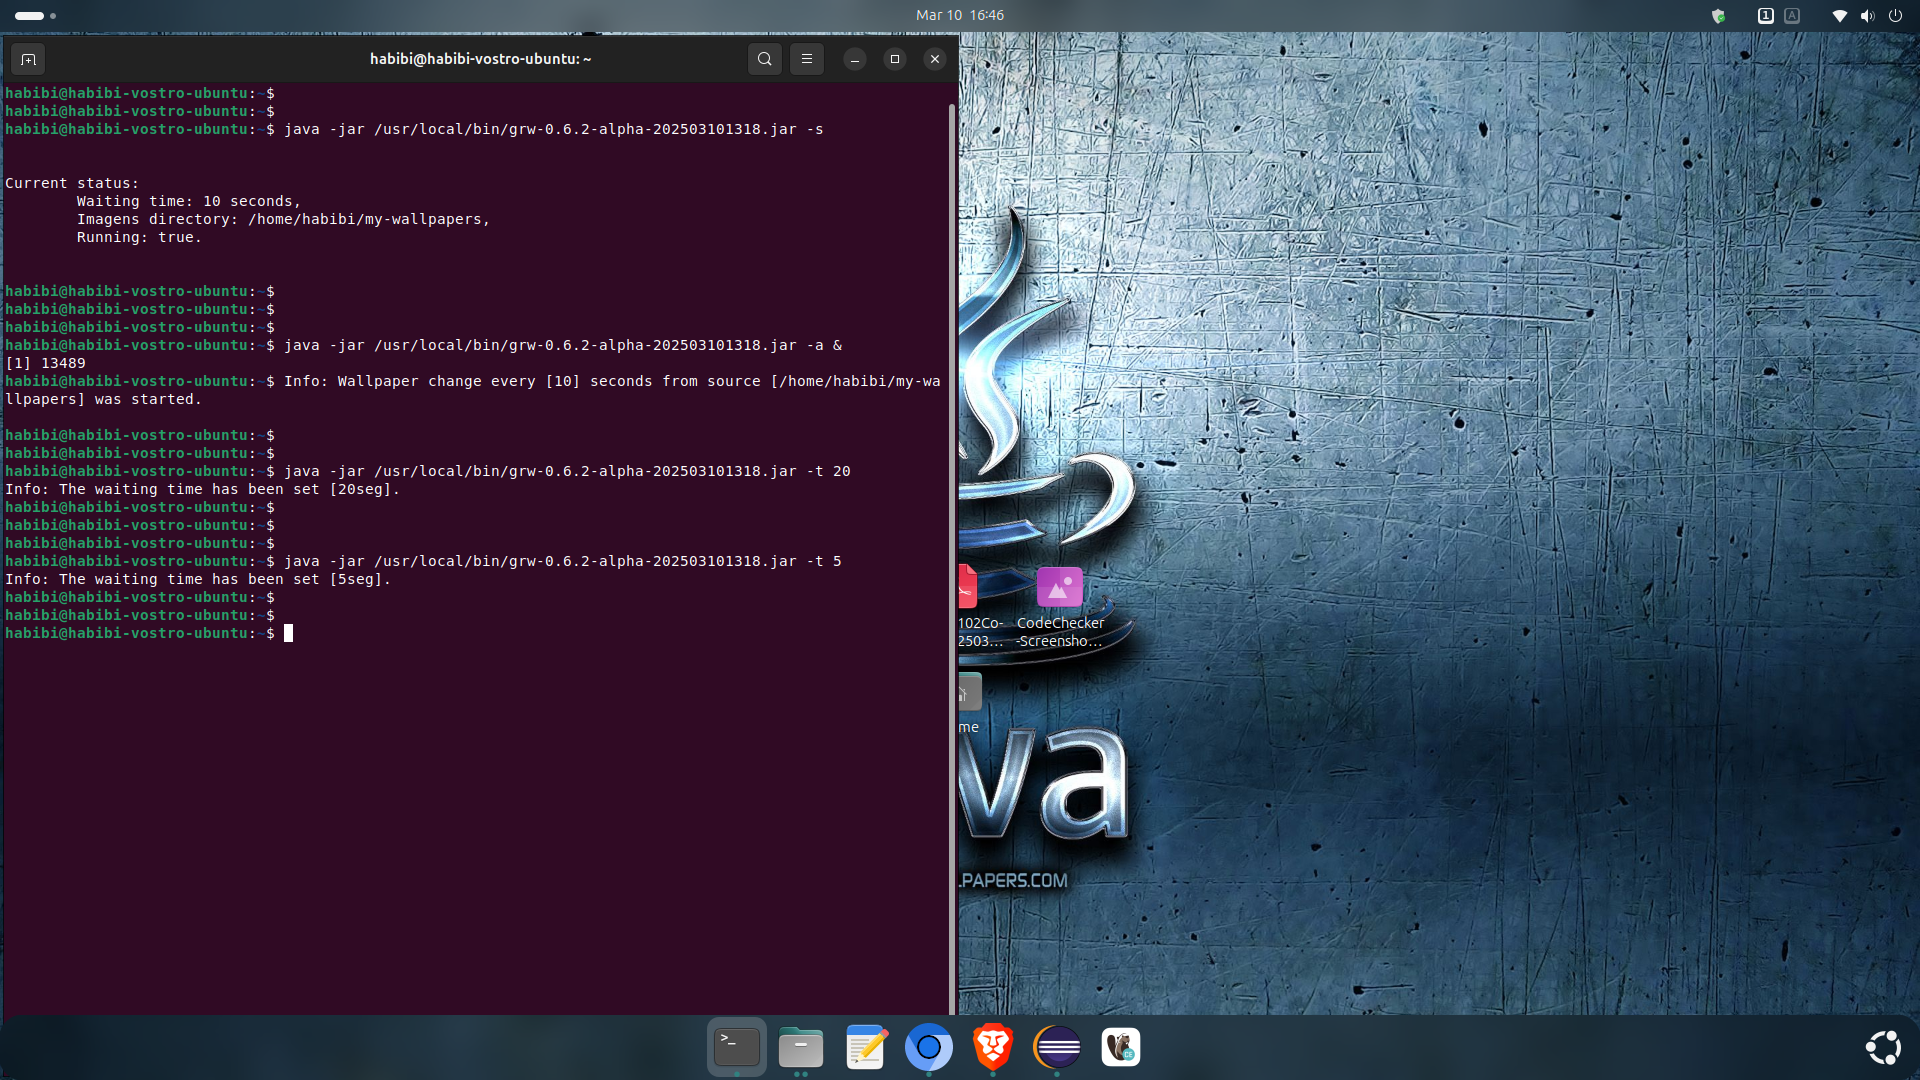 Mar 10 16:46
1
A
habibi@habibi-vostro-ubuntu: ~
habibi@habibi-vostro-ubuntu:~$
habibi@habibi-vostro-ubuntu:~$
habibi@habibi-vostro-ubuntu:~$ java -jar /usr/local/bin/grw-0.6.2-alpha-202503101318.jar -s
Current status:
Waiting time: 10 seconds,
Imagens directory: /home/habibi/my-wallpapers,
Running: true.
habibi@habibi-vostro-ubuntu:~$
habibi@habibi-vostro-ubuntu:~$
habibi@habibi-vostro-ubuntu:~$
habibi@habibi-vostro-ubuntu:~$ java -jar /usr/local/bin/grw-0.6.2-alpha-202503101318.jar -a &
[1] 13489
habibi@habibi-vostro-ubuntu:~$ Info: Wallpaper change every [10] seconds from source [/home/habibi/my-wa
llpapers] was started.
habibi@habibi-vostro-ubuntu:~$
habibi@habibi-vostro-ubuntu:~$
habibi@habibi-vostro-ubuntu:~$ java -jar /usr/local/bin/grw-0.6.2-alpha-202503101318.jar -t 20
Info: The waiting time has been set [20seg].
habibi@habibi-vostro-ubuntu:~$
habibi@habibi-vostro-ubuntu:~$
habibi@habibi-vostro-ubuntu:~$
habibi@habibi-vostro-ubuntu:~$ java -jar /usr/local/bin/grw-0.6.2-alpha-202503101318.jar -t 5
Info: The waiting time has been set [5seg].
habibi@habibi-vostro-ubuntu:~$
habibi@habibi-vostro-ubuntu:~$
habibi@habibi-vostro-ubuntu:~$
102Co-
2503...
CodeChecker
-Screensho...
me
va
LPAPERS.COM
>_
CE